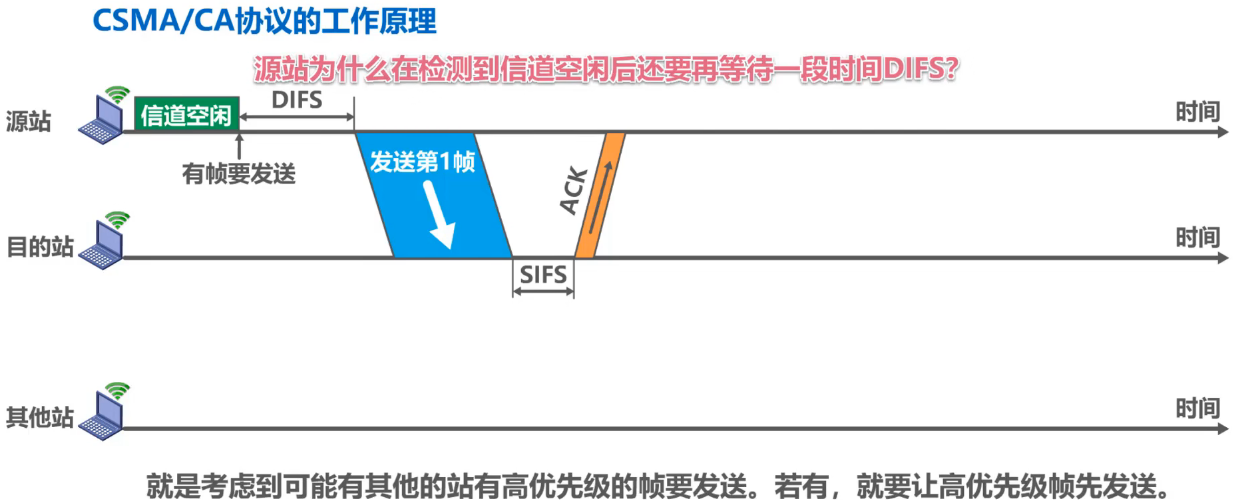 CSMA/CA协议的工作原理
源站为什么在检测到信道空闲后还要再等待一段时间DIFS?
源站
信道空闲
DIFS
时间
有帧要发送
发送第1帧
ACK
目的站
时间
SIFS
其他站
时间
就是考虑到可能有其他的站有高优先级的帧要发送。若有，就要让高优先级帧先发送。